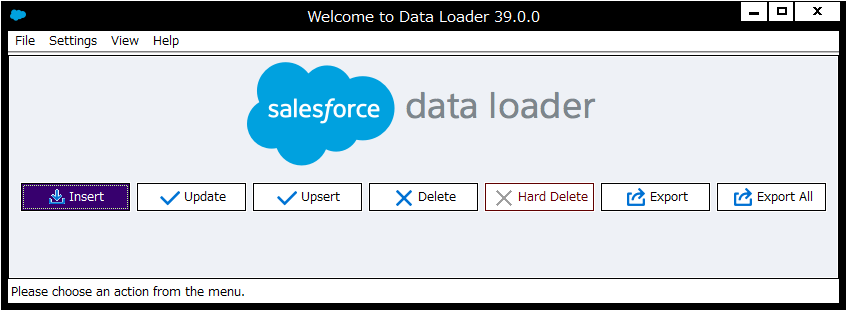 Welcome to Data Loader 39.0.0
File Settings View Help
salesforce data loader
Insert Update Upsert Delete Hard Delete Export Export All
Please choose an action from the menu.